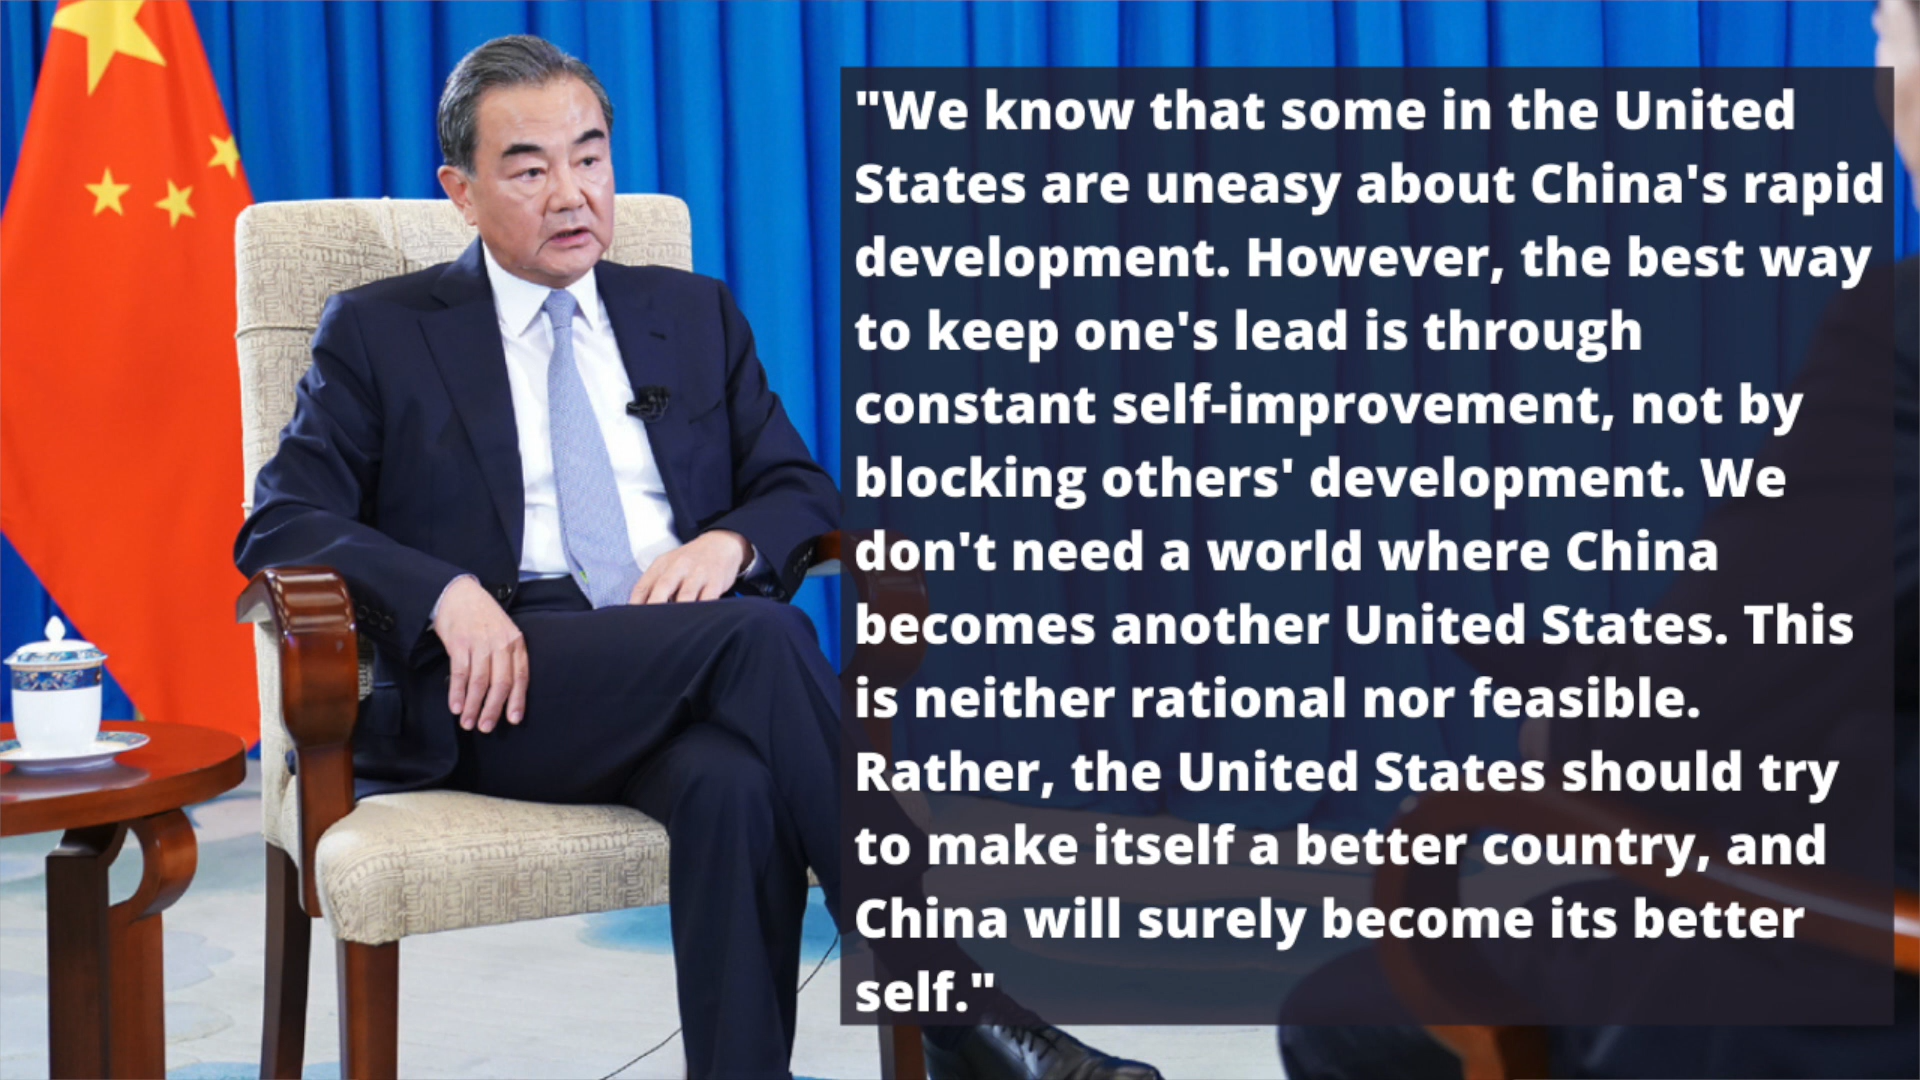 "We know that some in the United
States are uneasy about China's rapid
development. However, the best way
to keep one's lead is through
constant self-improvement, not by
blocking others' development. We
don't need a world where China
becomes another United States. This
is neither rational nor feasible.
Rather, the United States should try
to make itself a better country, and
China will surely become its better
self."